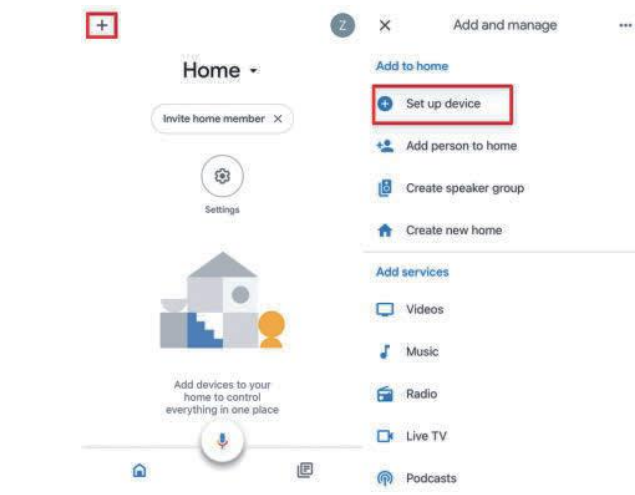 +
Z
Home
Invite home member ×
Settings
Add devices to your
home to control
everything in one place
× Add and manage ...
Add to home
Set up device
Add person to home
Create speaker group
Create new home
Add services
Videos
Music
Radio
Live TV
Podcasts